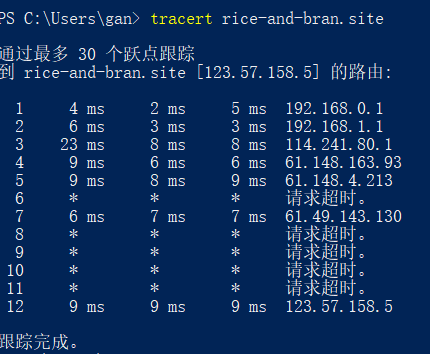 PS C:\Users\gan> tracert rice-and-bran.site
通过最多 30 个跃点跟踪
到 rice-and-bran.site [123.57.158.5] 的路由:
1 4 ms 2 ms 5 ms 192.168.0.1
2 6 ms 3 ms 3 ms 192.168.1.1
3 23 ms 8 ms 8 ms 114.241.80.1
4 9 ms 6 ms 6 ms 61.148.163.93
5 9 ms 8 ms 9 ms 61.148.4.213
6 * * * 请求超时。
7 6 ms 7 ms 7 ms 61.49.143.130
8 * * * 请求超时。
9 * * * 请求超时。
10 * * * 请求超时。
11 * * * 请求超时。
12 9 ms 9 ms 9 ms 123.57.158.5
跟踪完成。